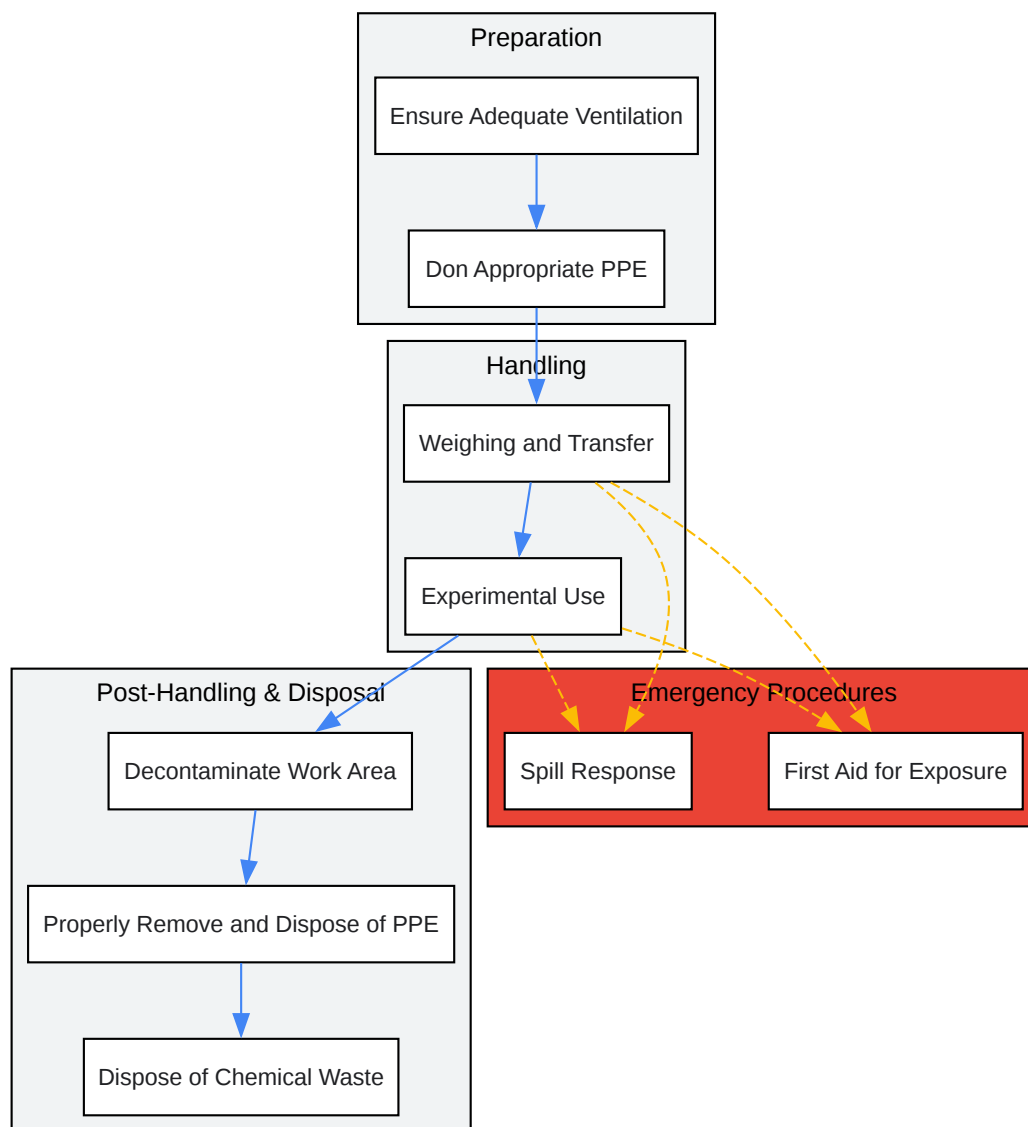 Preparation
Ensure Adequate Ventilation
Don Appropriate PPE
Handling
Weighing and Transfer
Experimental Use
Post-Handling & Disposal
Decontaminate Work Area
Properly Remove and Dispose of PPE
Dispose of Chemical Waste
Emergency Procedures
Spill Response
First Aid for Exposure